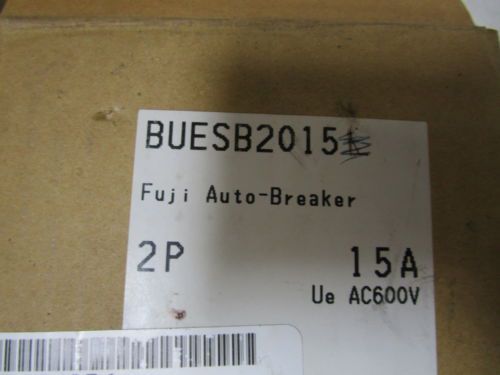 BUESB2015
Fuji Auto-Breaker
2P 15A
Ue AC600V